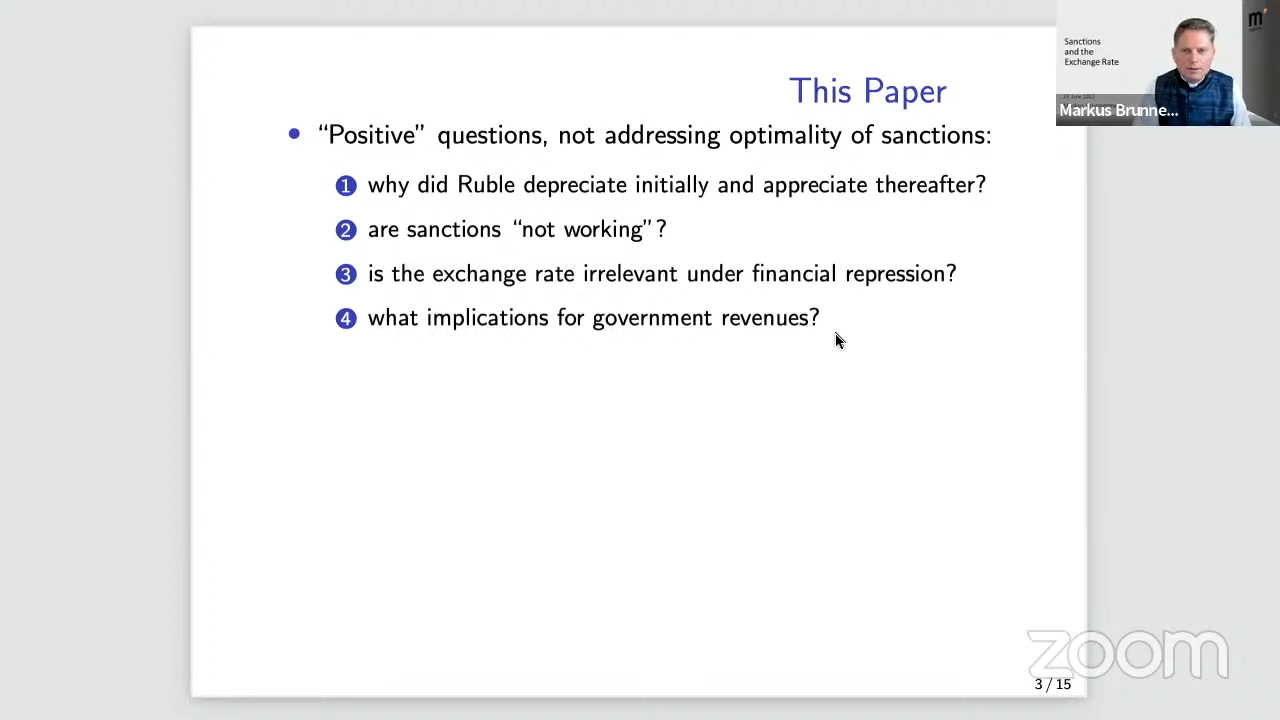 This Paper
“Positive” questions, not addressing optimality of sanctions:
1 why did Ruble depreciate initially and appreciate thereafter?
2 are sanctions “not working”?
3 is the exchange rate irrelevant under financial repression?
4 what implications for government revenues?
3 / 15
Sanctions
and the
Exchange Rate
Markus Brunne...
m
zoom